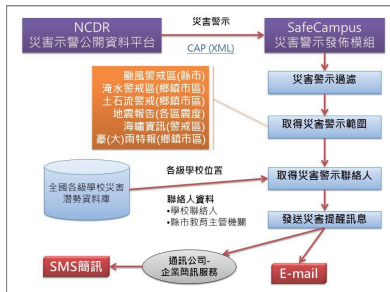 NCDR
災害示警公開資料平台
災害警示
CAP (XML)
SafeCampus
災害警示發佈模組
災害警示過濾
颱風警戒區(縣市)
淹水警戒區(鄉鎮市區)
土石流警戒(鄉鎮市區)
地震報告(各區震度)
海嘯資訊(警戒區)
豪(大)雨特報(鄉鎮市區)
取得災害警示範圍
各級學校位置
全國各級學校災害
潛勢資料庫
取得災害警示聯絡人
聯絡人資料
•學校聯絡人
•縣市教育主管機關
發送災害提醒訊息
SMS簡訊
通訊公司-
企業簡訊服務
E-mail